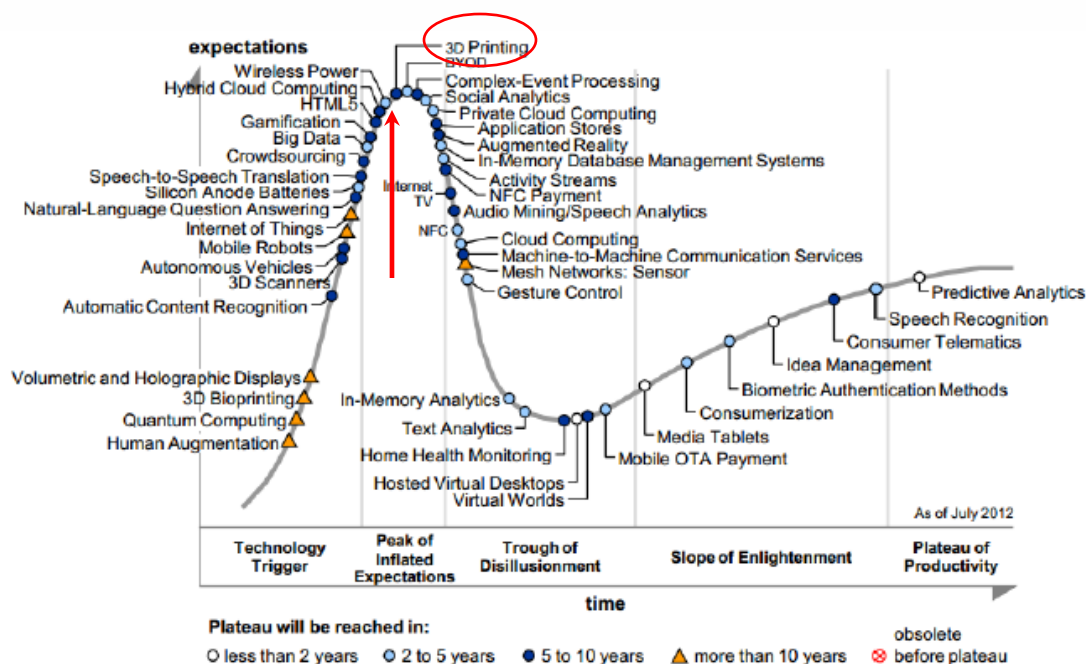 expectations
3D Printing
BYOD
Wireless Power
Complex-Event Processing
Hybrid Cloud Computing
Social Analytics
HTML5
Private Cloud Computing
Gamification
Application Stores
Big Data
Augmented Reality
Crowdsourcing
In-Memory Database Management Systems
Speech-to-Speech Translation
Activity Streams
Silicon Anode Batteries
Internet
TV
NFC Payment
Natural-Language Question Answering
Audio Mining/Speech Analytics
Internet of Things
NFC
Cloud Computing
Mobile Robots
Machine-to-Machine Communication Services
Autonomous Vehicles
Mesh Networks: Sensor
3D Scanners
Gesture Control
Automatic Content Recognition
Predictive Analytics
Speech Recognition
Consumer Telematics
Idea Management
Volumetric and Holographic Displays
Biometric Authentication Methods
3D Bioprinting
In-Memory Analytics
Consumerization
Quantum Computing
Text Analytics
Media Tablets
Human Augmentation
Home Health Monitoring
Mobile OTA Payment
Hosted Virtual Desktops
Virtual Worlds
As of July 2012
Technology
Trigger
Peak of
Inflated
Expectations
Trough of
Disillusionment
Slope of Enlightenment
Plateau of
Productivity
time
Plateau will be reached in:
less than 2 years
2 to 5 years
5 to 10 years
more than 10 years
obsolete
before plateau